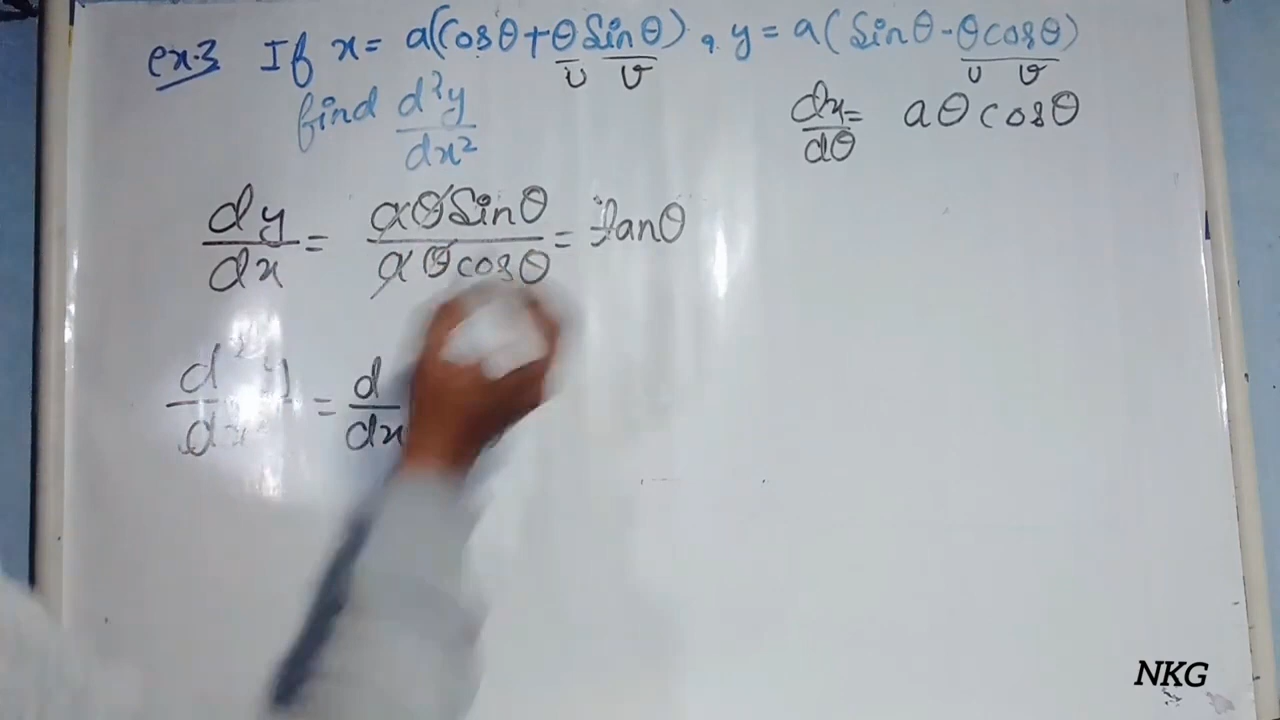 ex.3 If x = a(cosθ + θ sinθ), y = a(sinθ - θcosθ)
U V U V
find d²y/dx²
dx/dθ = aθcosθ
dy/dx = aθsinθ/aθcosθ = tanθ
d²y/dx² = d/dx
NKG